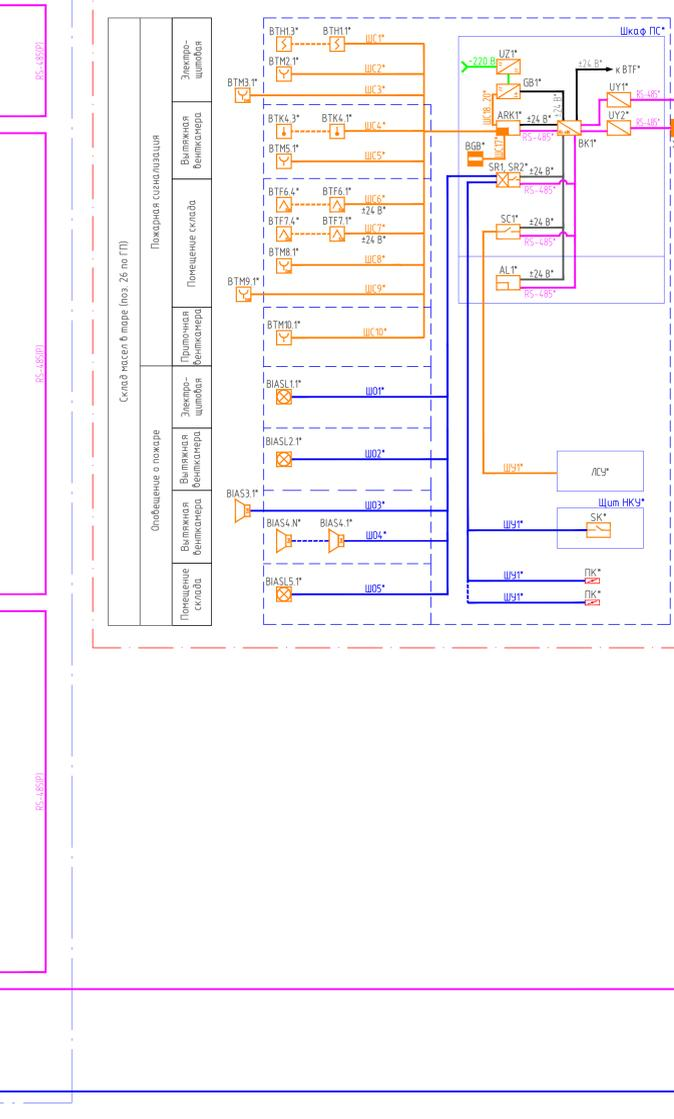 RS-485(P)
RS-485(P)
RS-485(P)
Склад масел в таре (поз. 26 по ГП)
Пожарная сигнализация
Оповещение о пожаре
Электро-
щитовая
Вытяжная
венткамера
Помещение склада
Приточная
венткамера
Электро-
щитовая
Вытяжная
венткамера
Вытяжная
венткамера
Помещение
склада
BTH1.3*
BTH1.1*
ШС1*
BTM2.1*
ШС2*
BTM3.1*
ШС3*
BTK4.3*
BTK4.1*
ШС4*
BTM5.1*
ШС5*
BTF6.4*
BTF6.1*
ШС6*
±24 В*
BTF7.4*
BTF7.1*
ШС7*
±24 В*
BTM8.1*
ШС8*
BTM9.1*
ШС9*
BTM10.1*
ШС10*
BIASL1.1*
ШО1*
BIASL2.1*
ШО2*
BIAS3.1*
ШО3*
BIAS4.N*
BIAS4.1*
ШО4*
BIASL5.1*
ШО5*
Шкаф ПС*
~220 В
UZ1*
±24 В*
к BTF*
GB1*
±24 В*
UY1*
RS-485*
ШС18, 20*
ARK1*
±24 В*
RS-485*
UY2*
RS-485*
BK1*
BGB*
ШС17*
SR1, SR2*
±24 В*
RS-485*
SC1*
±24 В*
RS-485*
AL1*
±24 В*
RS-485*
ШУ1*
ЛСУ*
Щит НКУ*
ШУ1*
SK*
ШУ1*
ПК*
ШУ1*
ПК*